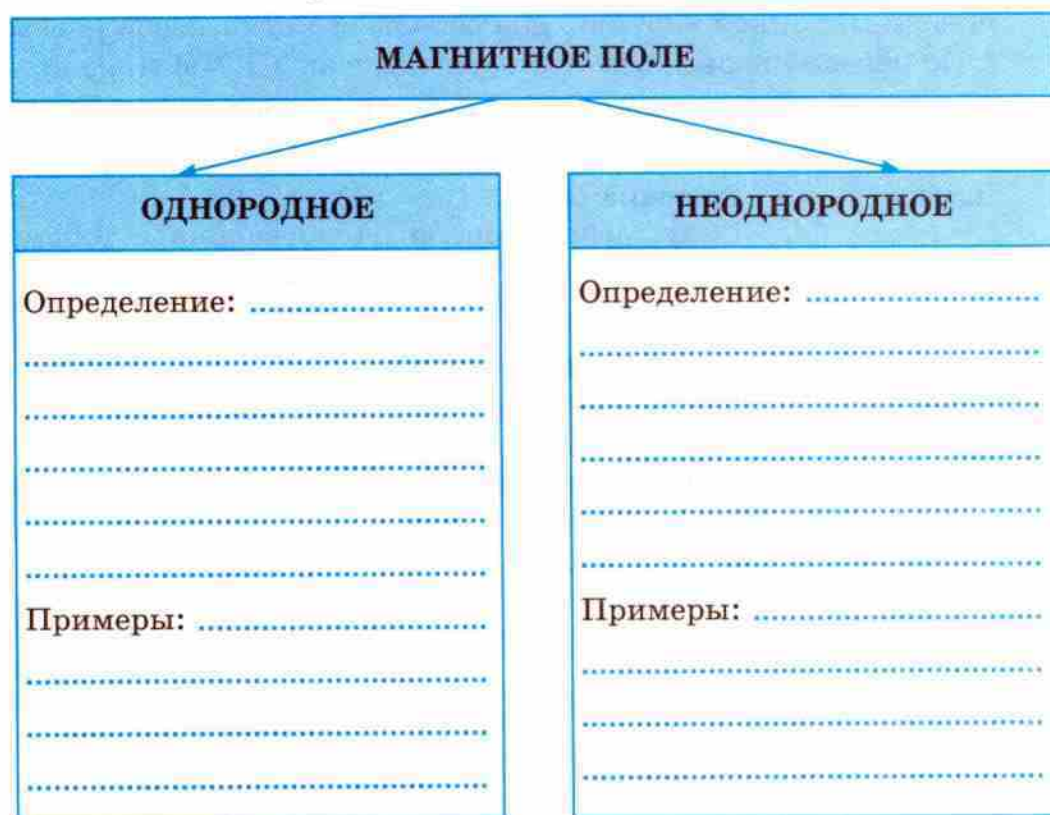 МАГНИТНОЕ ПОЛЕ
ОДНОРОДНОЕ
Определение:
Примеры:
НЕОДНОРОДНОЕ
Определение:
Примеры: